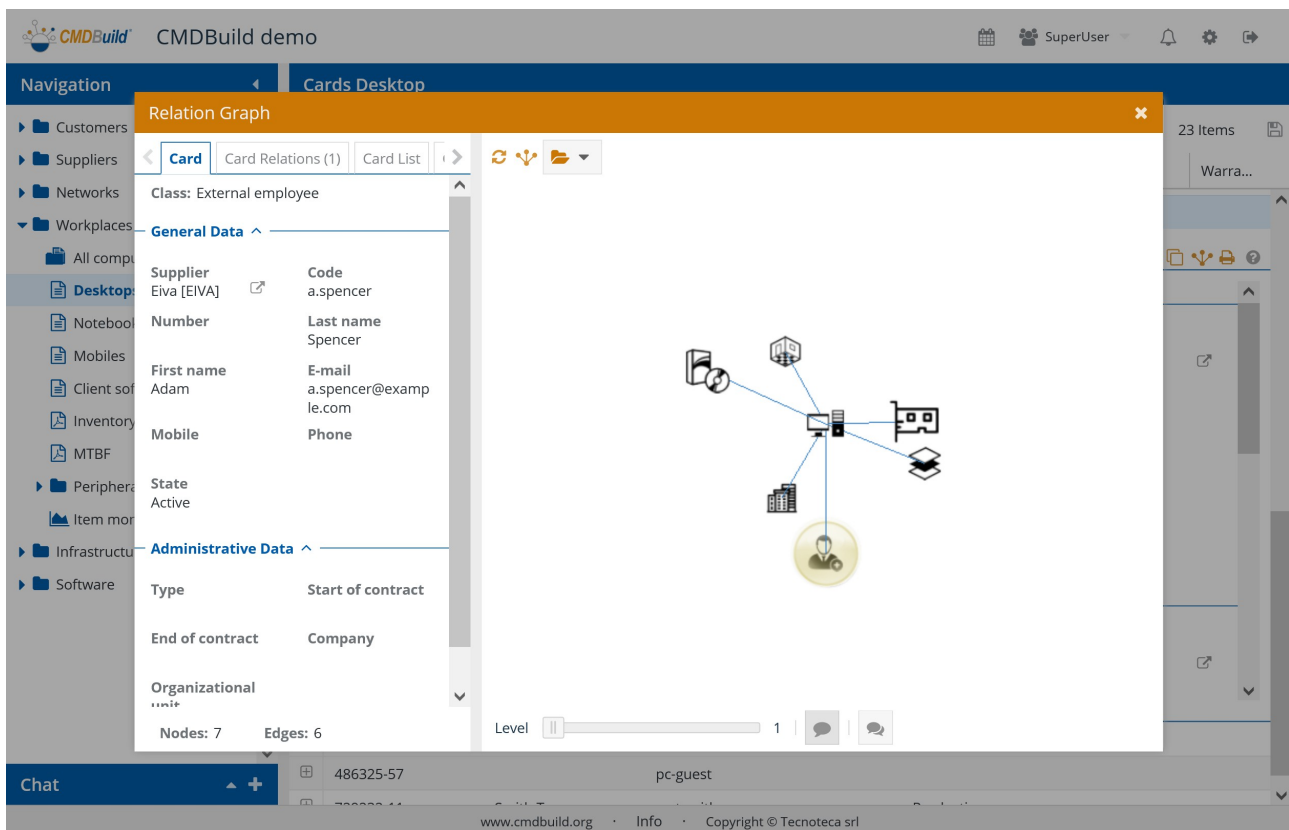 CMDBuild
CMDBuild demo
SuperUser
Navigation
Cards Desktop
Relation Graph
Customers
Suppliers
Networks
Workplaces
All compu
Desktop
Notebool
Mobiles
Client sof
Inventory
MTBF
Periphera
Item mor
Infrastructu
Software
23 Items
Warra...
Card
Card Relations (1)
Card List
Class: External employee
General Data
Supplier Code
Eiva [EIVA] a.spencer
Number Last name
Spencer
First name E-mail
Adam a.spencer@examp
le.com
Mobile Phone
State
Active
Administrative Data
Type Start of contract
End of contract Company
Organizational
unit
Nodes: 7 Edges: 6
Level 1
Chat
486325-57 pc-guest
www.cmdbuild.org · Info · Copyright © Tecnoteca srl